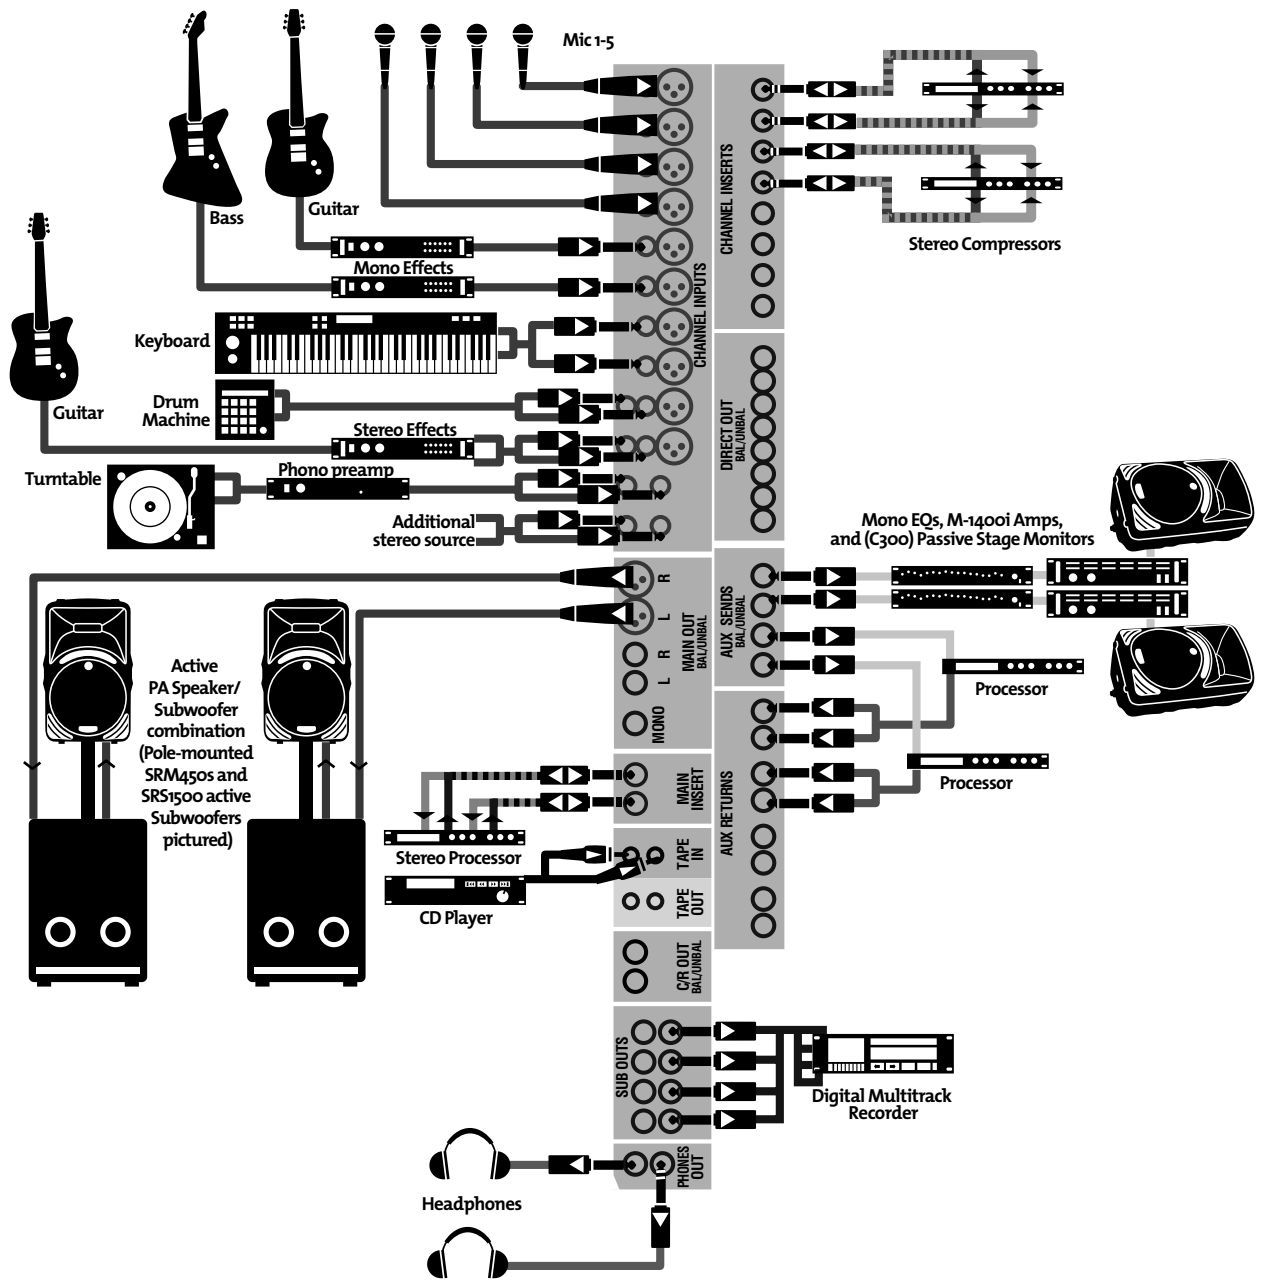 Mic 1-5
Bass
Guitar
Mono Effects
Keyboard
Guitar
Drum
Machine
Stereo Effects
Turntable
Phono preamp
Additional
stereo source
CHANNEL INPUTS
CHANNEL INSERTS
Stereo Compressors
DIRECT OUT
BAL/UNBAL
Mono EQs, M-1400i Amps,
and (C300) Passive Stage Monitors
R
L
R
L
MONO
MAIN OUT
BAL/UNBAL
AUX SENDS
BAL/UNBAL
Processor
Processor
AUX RETURNS
Active
PA Speaker/
Subwoofer
combination
(Pole-mounted
SRM450s and
SRS1500 active
Subwoofers
pictured)
MAIN
INSERT
Stereo Processor
TAPE
IN
CD Player
TAPE
OUT
C/R OUT
BAL/UNBAL
SUB OUTS
Digital Multitrack
Recorder
PHONES
OUT
Headphones